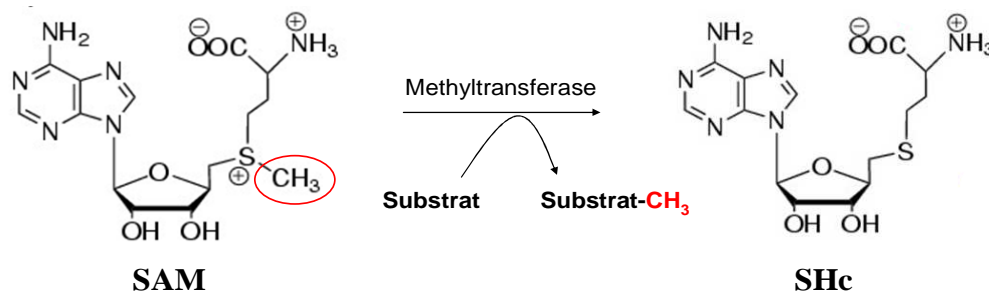 NH₂
N
N
N
N
⊖OOC
⊕
NH₃
O
S
⊕
CH₃
OH OH
SAM
Methyltransferase
Substrat Substrat-CH₃
NH₂
N
N
N
N
⊖OOC
⊕
NH₃
O
S
OH OH
SHc